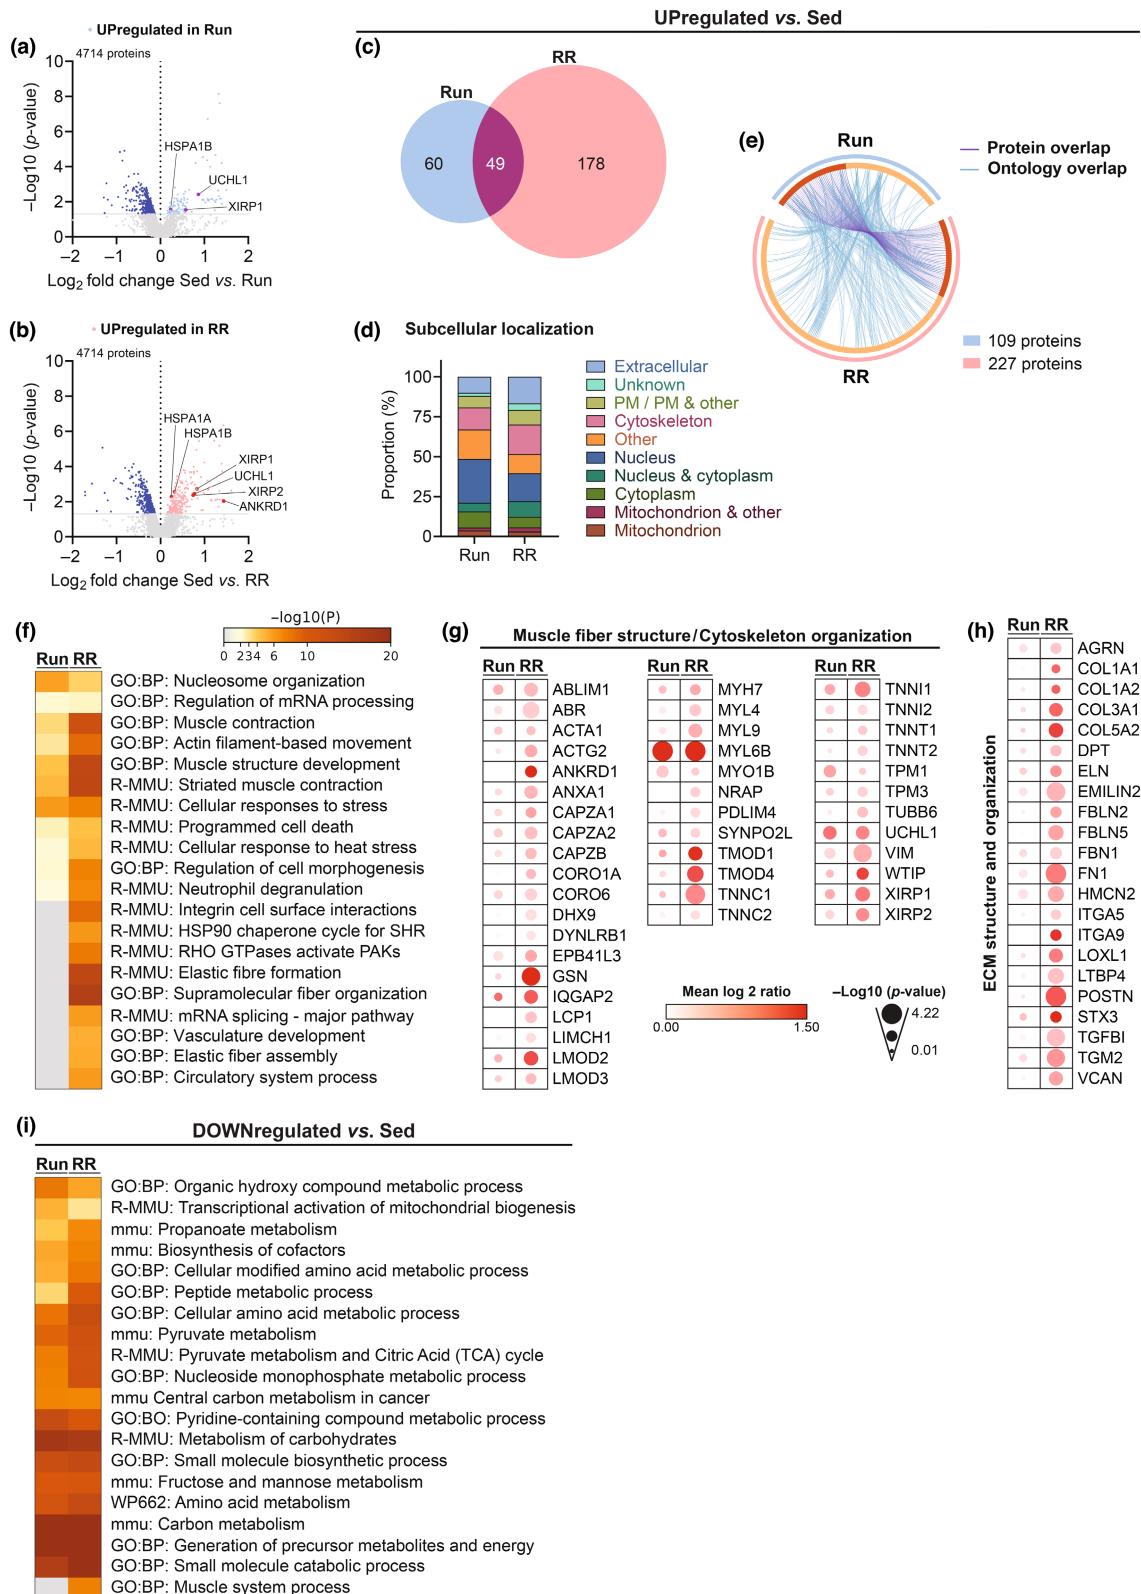 UPregulated vs. Sed
(a)
UPregulated in Run
4714 proteins
10
8
6
4
2
0
–Log10 (p-value)
HSPA1B
UCHL1
XIRP1
–2 –1 0 1 2
Log2 fold change Sed vs. Run
(b)
UPregulated in RR
4714 proteins
10
8
6
4
2
0
–Log10 (p-value)
HSPA1A
HSPA1B
XIRP1
UCHL1
XIRP2
ANKRD1
–2 –1 0 1 2
Log2 fold change Sed vs. RR
(c)
RR
Run
60
49
178
(d) Subcellular localization
100
75
50
25
0
Proportion (%)
Run RR
Extracellular
Unknown
PM / PM & other
Cytoskeleton
Other
Nucleus
Nucleus & cytoplasm
Cytoplasm
Mitochondrion & other
Mitochondrion
(e)
Run
Protein overlap
Ontology overlap
109 proteins
227 proteins
RR
(f)
–log10(P)
0 2 3 4 6 10 20
Run RR
GO:BP: Nucleosome organization
GO:BP: Regulation of mRNA processing
GO:BP: Muscle contraction
GO:BP: Actin filament-based movement
GO:BP: Muscle structure development
R-MMU: Striated muscle contraction
R-MMU: Cellular responses to stress
R-MMU: Programmed cell death
R-MMU: Cellular response to heat stress
GO:BP: Regulation of cell morphogenesis
R-MMU: Neutrophil degranulation
R-MMU: Integrin cell surface interactions
R-MMU: HSP90 chaperone cycle for SHR
R-MMU: RHO GTPases activate PAKs
R-MMU: Elastic fibre formation
GO:BP: Supramolecular fiber organization
R-MMU: mRNA splicing - major pathway
GO:BP: Vasculature development
GO:BP: Elastic fiber assembly
GO:BP: Circulatory system process
(g)
Muscle fiber structure/Cytoskeleton organization
Run RR
ABLIM1
ABR
ACTA1
ACTG2
ANKRD1
ANXA1
CAPZA1
CAPZA2
CAPZB
CORO1A
CORO6
DHX9
DYNLRB1
EPB41L3
GSN
IQGAP2
LCP1
LIMCH1
LMOD2
LMOD3
Run RR
MYH7
MYL4
MYL9
MYL6B
MYO1B
NRAP
PDLIM4
SYNPO2L
TMOD1
TMOD4
TNNC1
TNNC2
Run RR
TNNI1
TNNI2
TNNT1
TNNT2
TPM1
TPM3
TUBB6
UCHL1
VIM
WTIP
XIRP1
XIRP2
Mean log 2 ratio
0.00 1.50
–Log10 (p-value)
4.22
0.01
(h)
Run RR
ECM structure and organization
AGRN
COL1A1
COL1A2
COL3A1
COL5A2
DPT
ELN
EMILIN2
FBLN2
FBLN5
FBN1
FN1
HMCN2
ITGA5
ITGA9
LOXL1
LTBP4
POSTN
STX3
TGFBI
TGM2
VCAN
(i)
DOWNregulated vs. Sed
Run RR
GO:BP: Organic hydroxy compound metabolic process
R-MMU: Transcriptional activation of mitochondrial biogenesis
mmu: Propanoate metabolism
mmu: Biosynthesis of cofactors
GO:BP: Cellular modified amino acid metabolic process
GO:BP: Peptide metabolic process
GO:BP: Cellular amino acid metabolic process
mmu: Pyruvate metabolism
R-MMU: Pyruvate metabolism and Citric Acid (TCA) cycle
GO:BP: Nucleoside monophosphate metabolic process
mmu Central carbon metabolism in cancer
GO:BO: Pyridine-containing compound metabolic process
R-MMU: Metabolism of carbohydrates
GO:BP: Small molecule biosynthetic process
mmu: Fructose and mannose metabolism
WP662: Amino acid metabolism
mmu: Carbon metabolism
GO:BP: Generation of precursor metabolites and energy
GO:BP: Small molecule catabolic process
GO:BP: Muscle system process